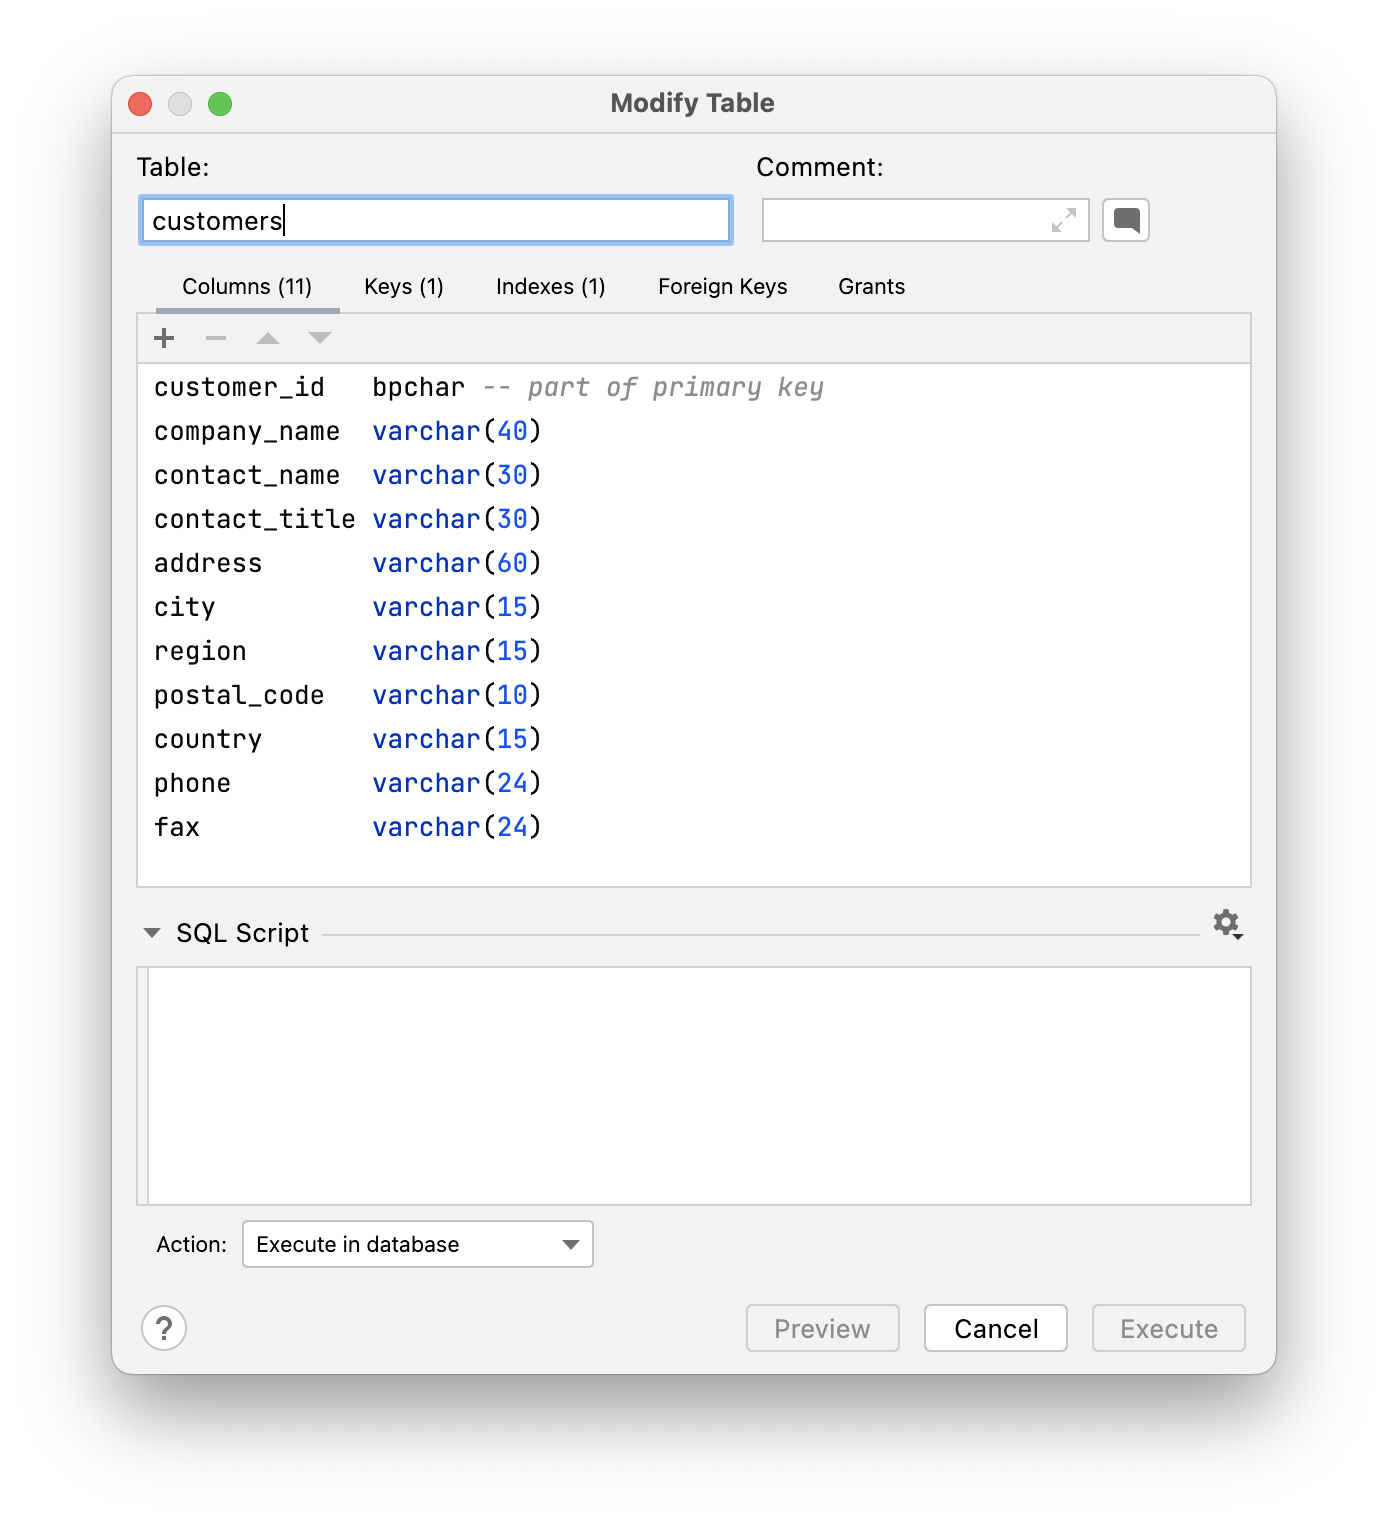 Modify Table
Table: Comment:
customers
Columns (11) Keys (1) Indexes (1) Foreign Keys Grants
customer_id bpchar -- part of primary key
company_name varchar(40)
contact_name varchar(30)
contact_title varchar(30)
address varchar(60)
city varchar(15)
region varchar(15)
postal_code varchar(10)
country varchar(15)
phone varchar(24)
fax varchar(24)
SQL Script
Action: Execute in database
? Preview Cancel Execute